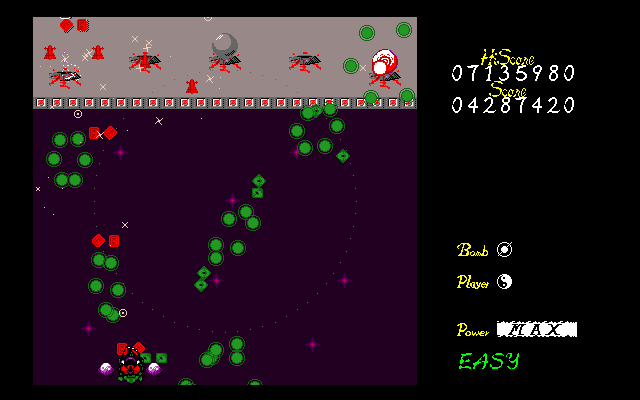 HiScore
07135980
Score
04287420
Bomb
Player
Power MAX
EASY